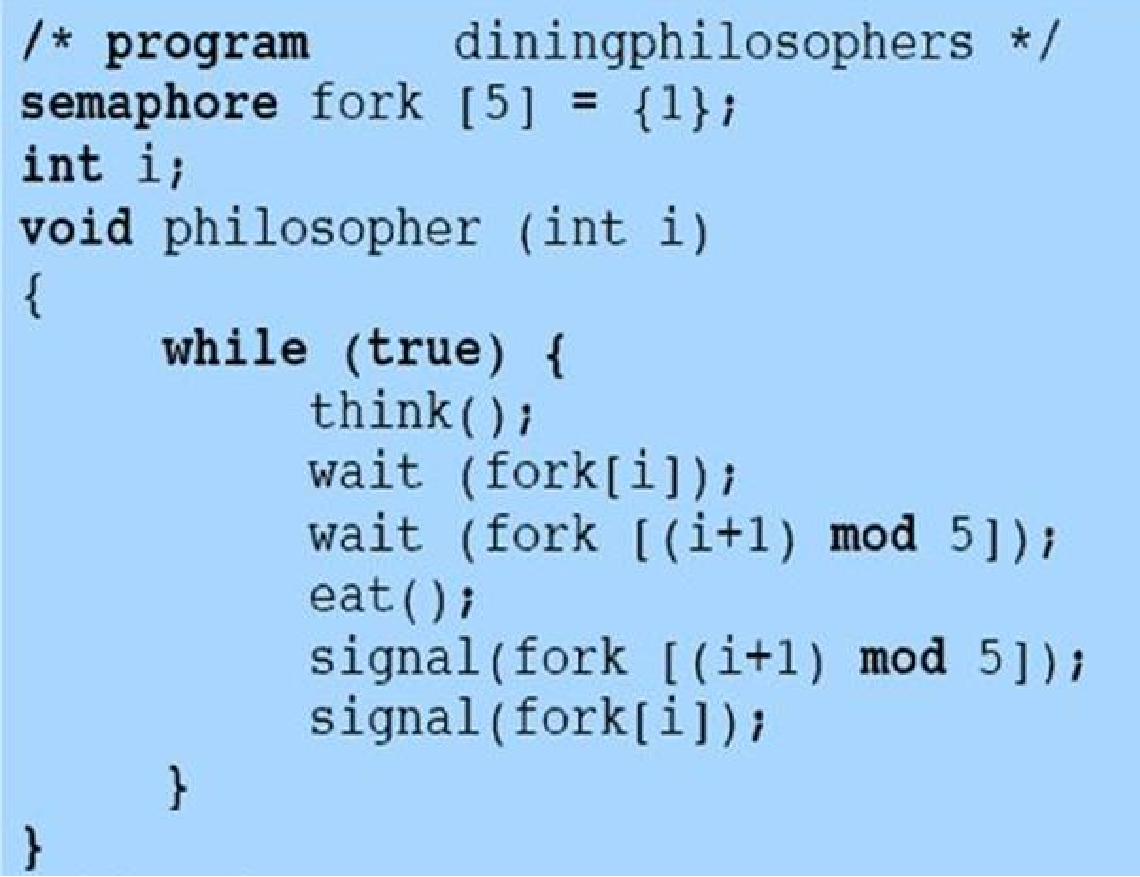 /* program diningphilosophers */
semaphore fork [5] = {1};
int i;
void philosopher (int i)
{
while (true) {
think();
wait (fork[i]);
wait (fork [(i+1) mod 5]);
eat();
signal(fork [(i+1) mod 5]);
signal(fork[i]);
}
}